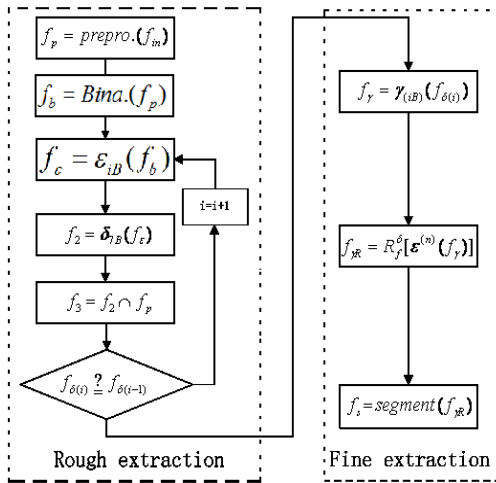 f_p = prepro.(f_in)
f_b = Bina.(f_p)
f_ε = ε_iB(f_b)
i=i+1
f_2 = δ_7B(f_ε)
f_3 = f_2 ∩ f_p
f_δ(i) ≟ f_δ(i−1)
Rough extraction
f_γ = γ_(iB)(f_δ(i))
f_γR = R_f^δ[ε^(n)(f_γ)]
f_s=segment(f_γR)
Fine extraction